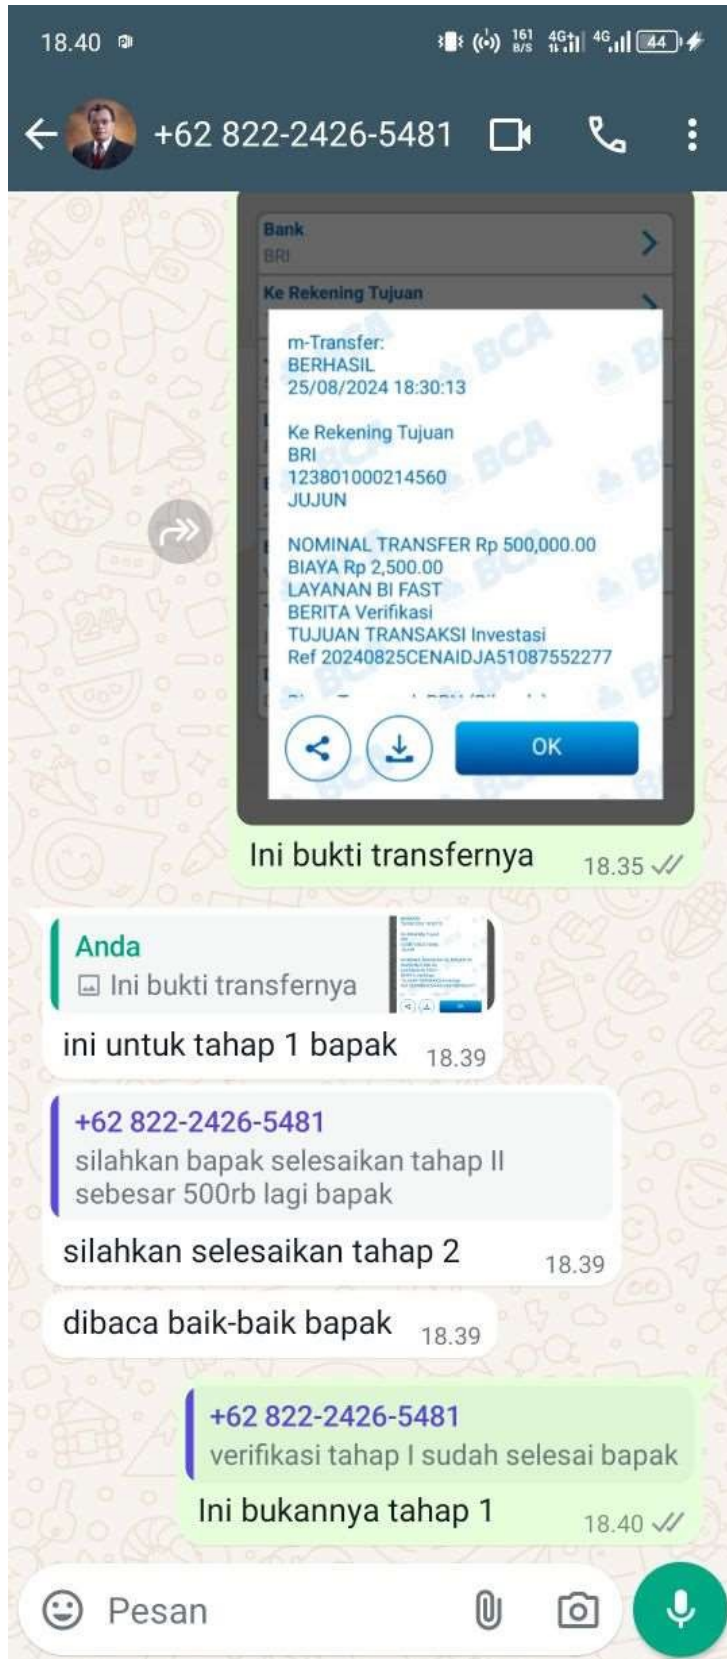 18.40
161 B/S 4G+ 4G 44
+62 822-2426-5481
Bank
BRI
Ke Rekening Tujuan
m-Transfer:
BERHASIL
25/08/2024 18:30:13
Ke Rekening Tujuan
BRI
123801000214560
JUJUN
NOMINAL TRANSFER Rp 500,000.00
BIAYA Rp 2,500.00
LAYANAN BI FAST
BERITA Verifikasi
TUJUAN TRANSAKSI Investasi
Ref 20240825CENAIDJA51087552277
OK
Ini bukti transfernya 18.35
Anda
Ini bukti transfernya
ini untuk tahap 1 bapak 18.39
+62 822-2426-5481
silahkan bapak selesaikan tahap II
sebesar 500rb lagi bapak
silahkan selesaikan tahap 2 18.39
dibaca baik-baik bapak 18.39
+62 822-2426-5481
verifikasi tahap I sudah selesai bapak
Ini bukannya tahap 1 18.40
Pesan